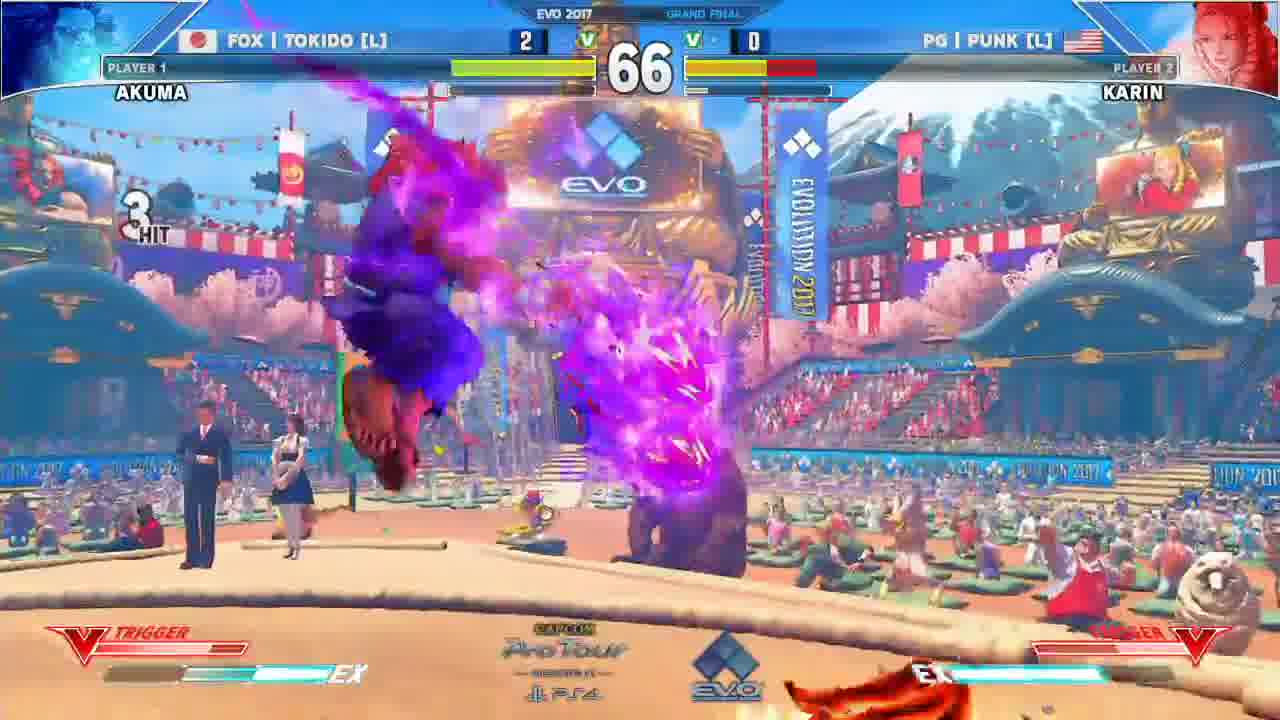 EVO 2017 GRAND FINAL
FOX | TOKIDO [L] 2 V 66 V 0 PG | PUNK [L]
PLAYER 1 PLAYER 2
AKUMA KARIN
EVO
EVOLUTION 2017
3
HIT
V TRIGGER TRIGGER V
EX EX
CAPCOM
Pro Tour
PS4
EVO